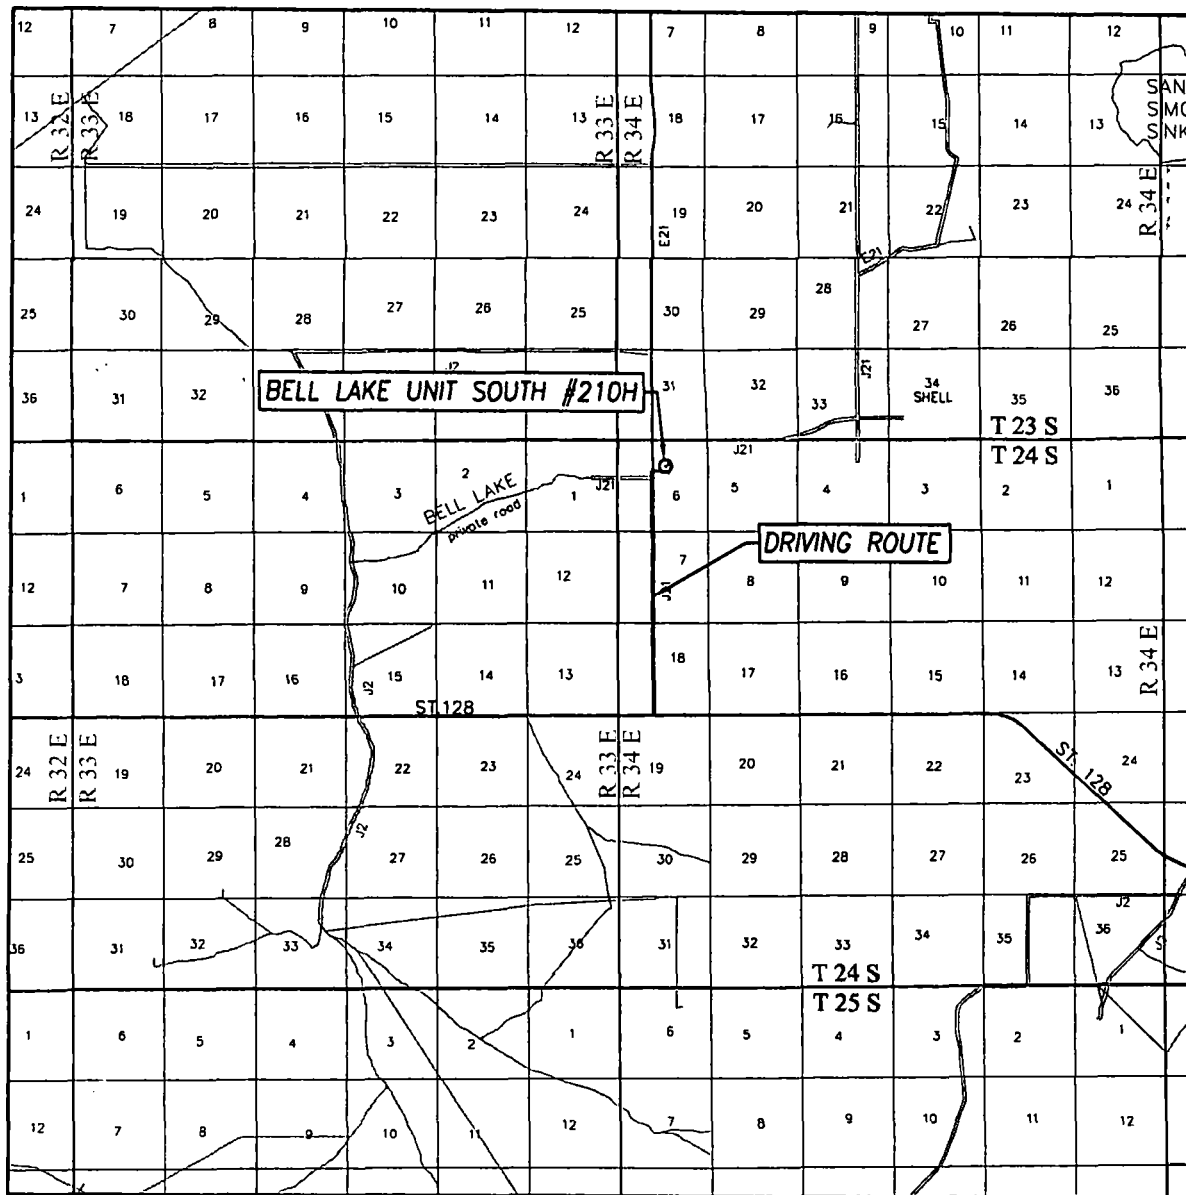 12 7 8 9 10 11 12 7 8 9 10 11 12
SAN
SMO
SINK
13 18 17 16 15 14 13 18 17 16 15 14 13
R 32 E
R 33 E
R 33 E
R 34 E
24 19 20 21 22 23 24 19 20 21 22 23 24
R 34 E
E21
E21
25 30 29 28 27 26 25 30 29 28 27 26 25
J2
36 31 32 31 32 33 34 35 36
SHELL
J21
BELL LAKE UNIT SOUTH #210H
T 23 S
T 24 S
J21
1 6 5 4 3 2 1 6 5 4 3 2 1
BELL LAKE
private road
J21
DRIVING ROUTE
12 7 8 9 10 11 12 7 8 9 10 11 12
J21
3 18 17 16 15 14 13 18 17 16 15 14 13
R 34 E
J2
ST 128
R 32 E
R 33 E
R 33 E
R 34 E
24 19 20 21 22 23 24 19 20 21 22 23 24
ST. 128
J2
25 30 29 28 27 26 25 30 29 28 27 26 25
J2
36 31 32 33 34 35 36 31 32 33 34 35 36
T 24 S
T 25 S
1 6 5 4 3 2 1 6 5 4 3 2 1
12 7 8 9 10 11 12 7 8 9 10 11 12